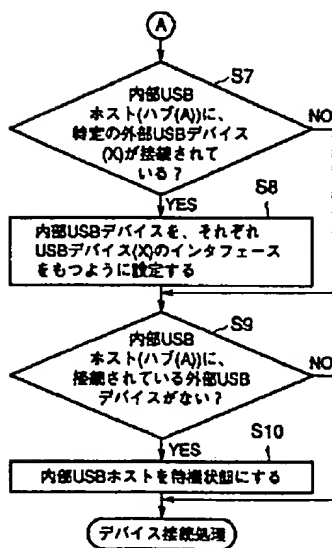 A
S7
内部USB
ホスト(ハブ(A))に、
特定の外部USBデバイス
(X)が接続されて
いる?
NO
YES
S8
内部USBデバイスを、それぞれ
USBデバイス(X)のインタフェース
をもつように設定する
S9
内部USB
ホスト(ハブ(A))に、
接続されている外部USB
デバイスがない?
NO
YES
S10
内部USBホストを待機状態にする
デバイス接続処理